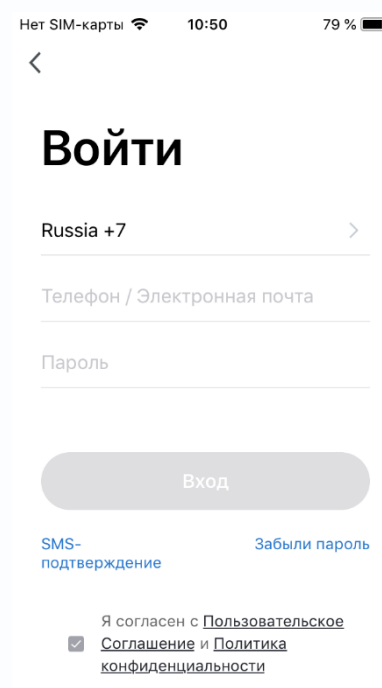 Нет SIM-карты 10:50 79 %
Войти
Russia +7
Телефон / Электронная почта
Пароль
Вход
SMS- Забыли пароль
подтверждение
Я согласен с Пользовательское
Соглашение и Политика
конфиденциальности